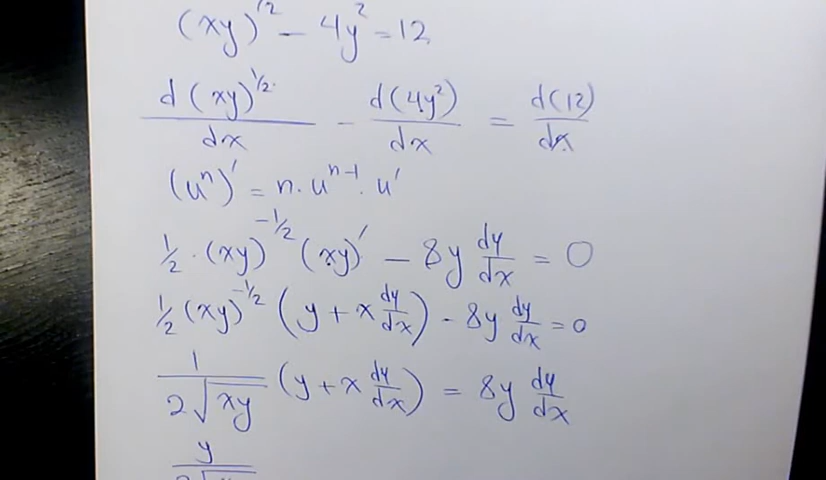 (xy)^1/2 - 4y^2 = 12
d(xy)^1/2 / dx - d(4y^2) / dx = d(12) / dx
(u^n)' = n. u^n-1. u'
1/2 . (xy)^-1/2 (xy)' - 8y dy/dx = 0
1/2 (xy)^-1/2 (y + x dy/dx) - 8y dy/dx = 0
1 / 2√xy (y + x dy/dx) = 8y dy/dx
y